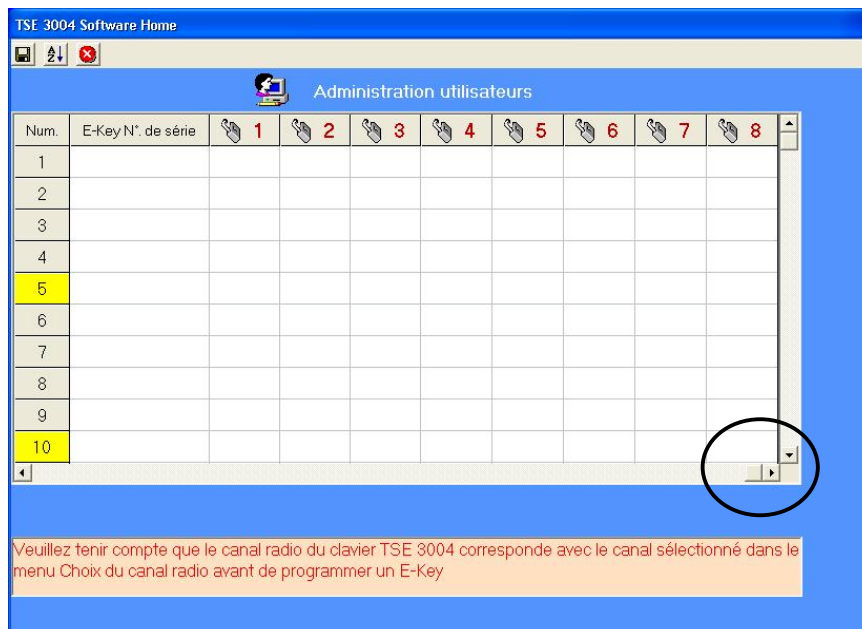 TSE 3004 Software Home
Administration utilisateurs
Num. E-Key N°. de série 1 2 3 4 5 6 7 8
1
2
3
4
5
6
7
8
9
10
Veuillez tenir compte que le canal radio du clavier TSE 3004 corresponde avec le canal sélectionné dans le
menu Choix du canal radio avant de programmer un E-Key